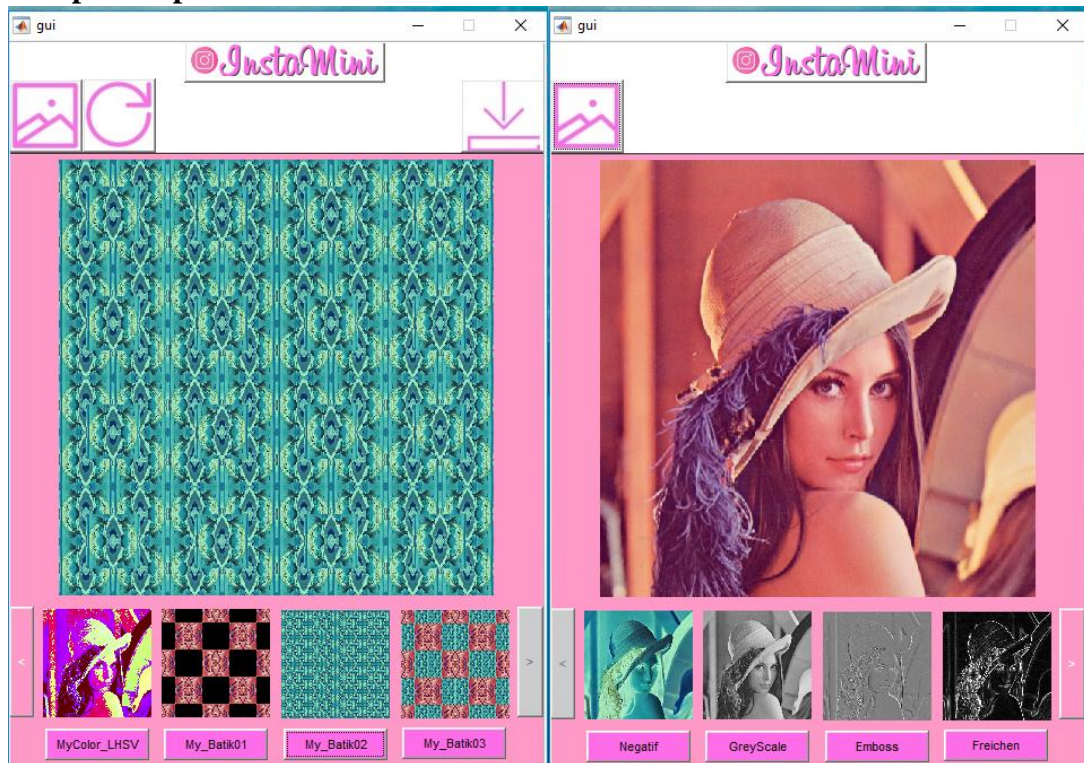 gui
InstaMini
<
>
MyColor_LHSV
My_Batik01
My_Batik02
My_Batik03
gui
InstaMini
<
>
Negatif
GreyScale
Emboss
Freichen